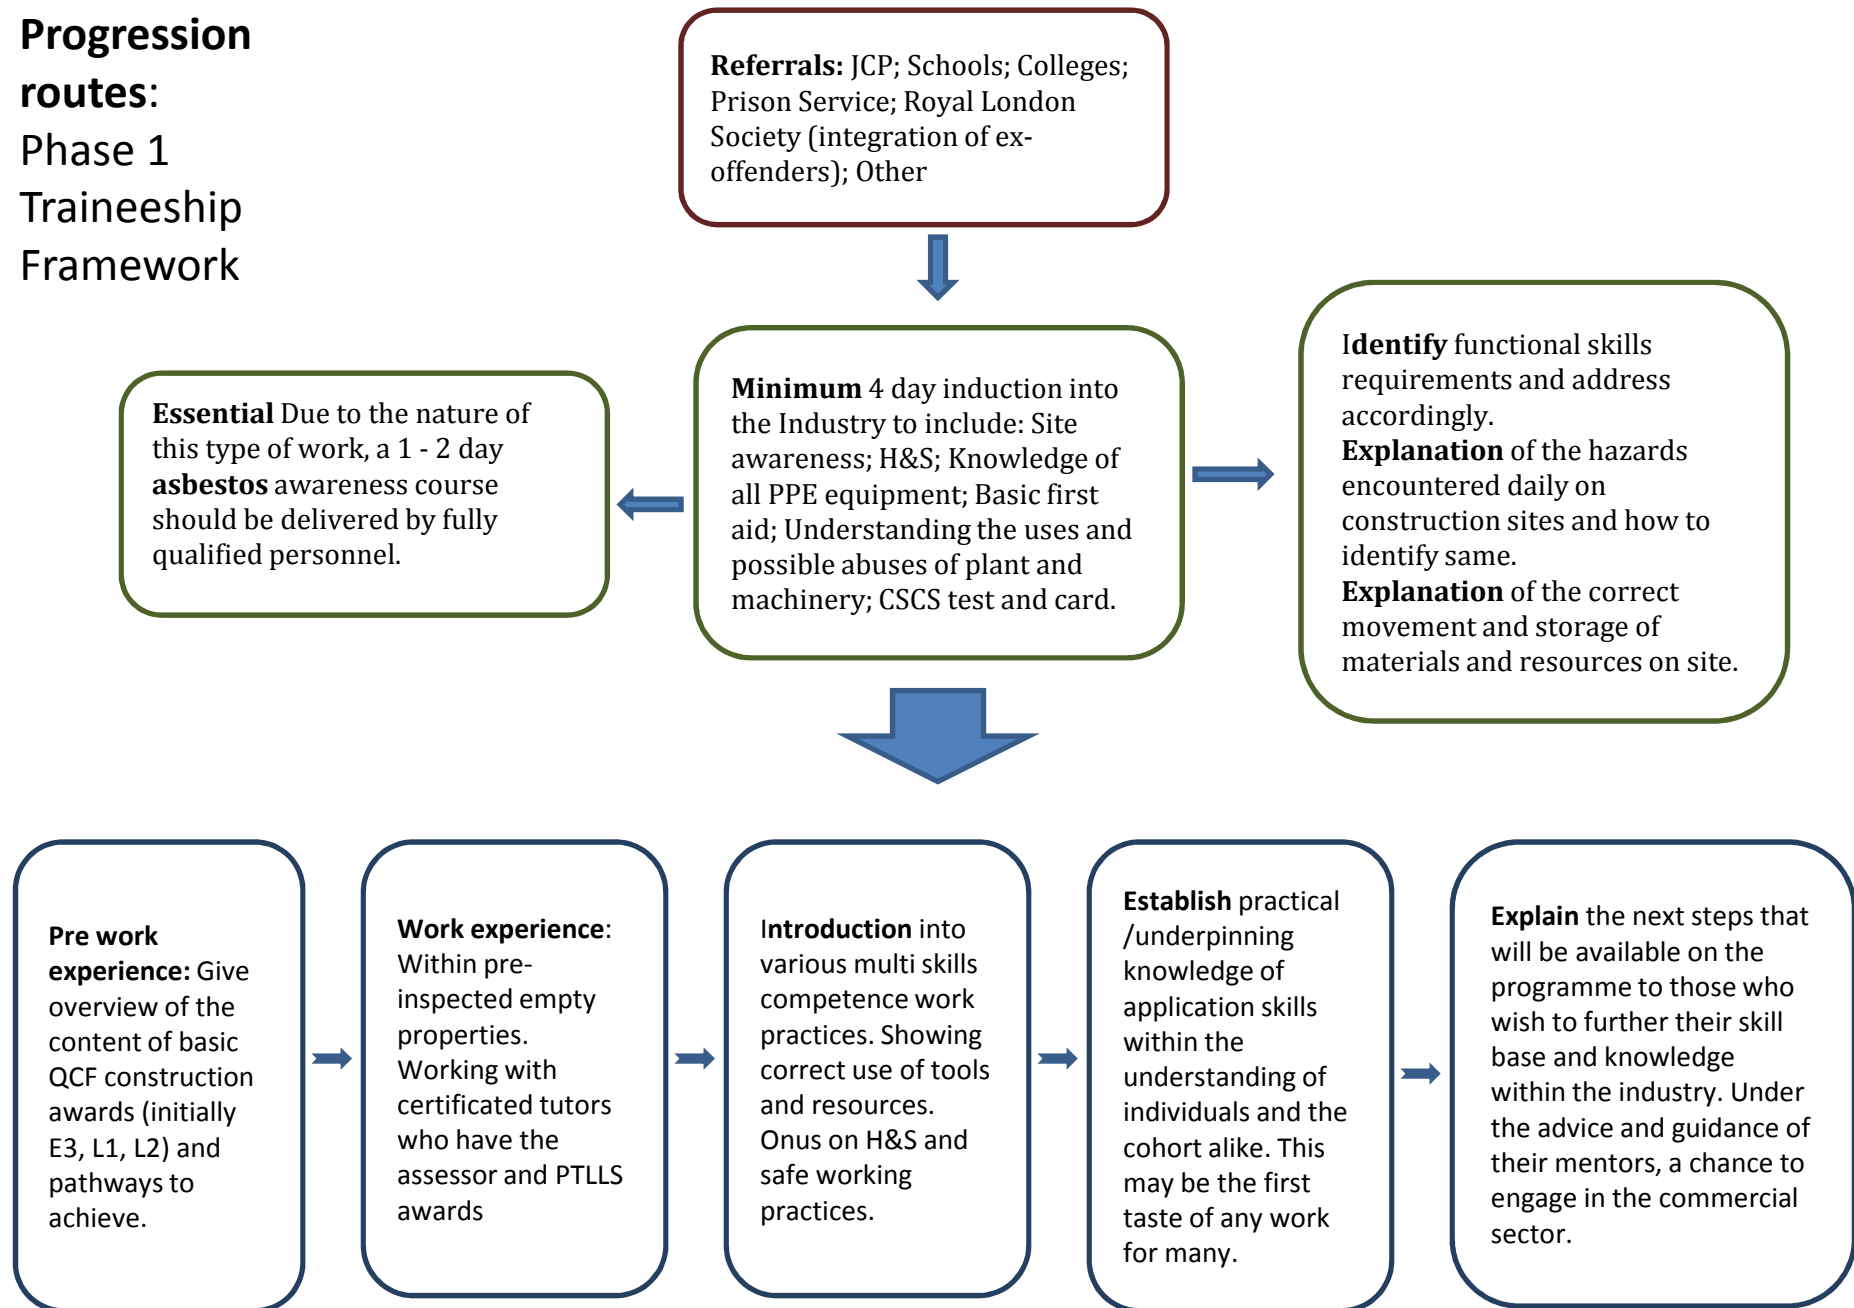 Progression
routes:
Phase 1
Traineeship
Framework
Referrals: JCP; Schools; Colleges;
Prison Service; Royal London
Society (integration of ex-
offenders); Other
Essential Due to the nature of
this type of work, a 1 - 2 day
asbestos awareness course
should be delivered by fully
qualified personnel.
Minimum 4 day induction into
the Industry to include: Site
awareness; H&S; Knowledge of
all PPE equipment; Basic first
aid; Understanding the uses and
possible abuses of plant and
machinery; CSCS test and card.
Identify functional skills
requirements and address
accordingly.
Explanation of the hazards
encountered daily on
construction sites and how to
identify same.
Explanation of the correct
movement and storage of
materials and resources on site.
Pre work
experience: Give
overview of the
content of basic
QCF construction
awards (initially
E3, L1, L2) and
pathways to
achieve.
Work experience:
Within pre-
inspected empty
properties.
Working with
certificated tutors
who have the
assessor and PTLLS
awards
Introduction into
various multi skills
competence work
practices. Showing
correct use of tools
and resources.
Onus on H&S and
safe working
practices.
Establish practical
/underpinning
knowledge of
application skills
within the
understanding of
individuals and the
cohort alike. This
may be the first
taste of any work
for many.
Explain the next steps that
will be available on the
programme to those who
wish to further their skill
base and knowledge
within the industry. Under
the advice and guidance of
their mentors, a chance to
engage in the commercial
sector.